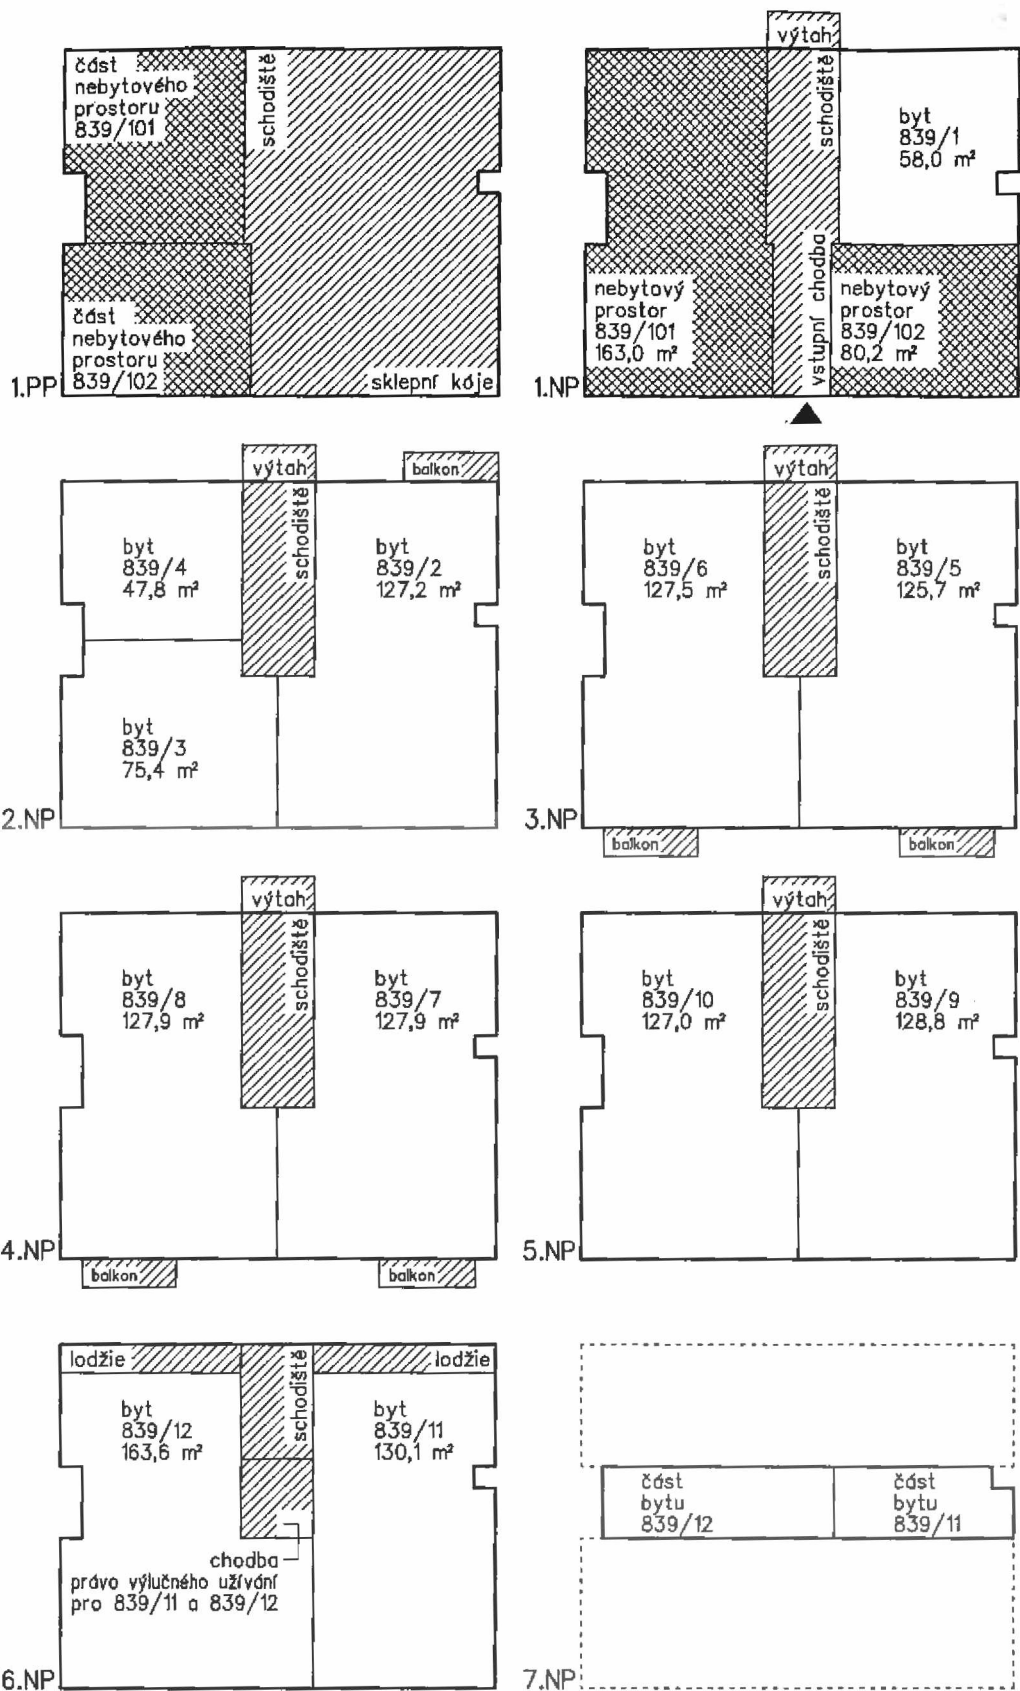 část
nebytového
prostoru
839/101
schodiště
část
nebytového
prostoru
839/102
sklepní kóje
1.PP
výtah
schodiště
byt
839/1
58,0 m²
nebytový
prostor
839/101
163,0 m²
vstupní chodba
nebytový
prostor
839/102
80,2 m²
1.NP
výtah
balkon
schodiště
byt
839/4
47,8 m²
byt
839/2
127,2 m²
byt
839/3
75,4 m²
2.NP
výtah
schodiště
byt
839/6
127,5 m²
byt
839/5
125,7 m²
3.NP
balkon
balkon
výtah
schodiště
byt
839/8
127,9 m²
byt
839/7
127,9 m²
4.NP
balkon
balkon
výtah
schodiště
byt
839/10
127,0 m²
byt
839/9
128,8 m²
5.NP
lodžie
schodiště
lodžie
byt
839/12
163,6 m²
byt
839/11
130,1 m²
chodba
právo výlučného užívání
pro 839/11 a 839/12
6.NP
část
bytu
839/12
část
bytu
839/11
7.NP